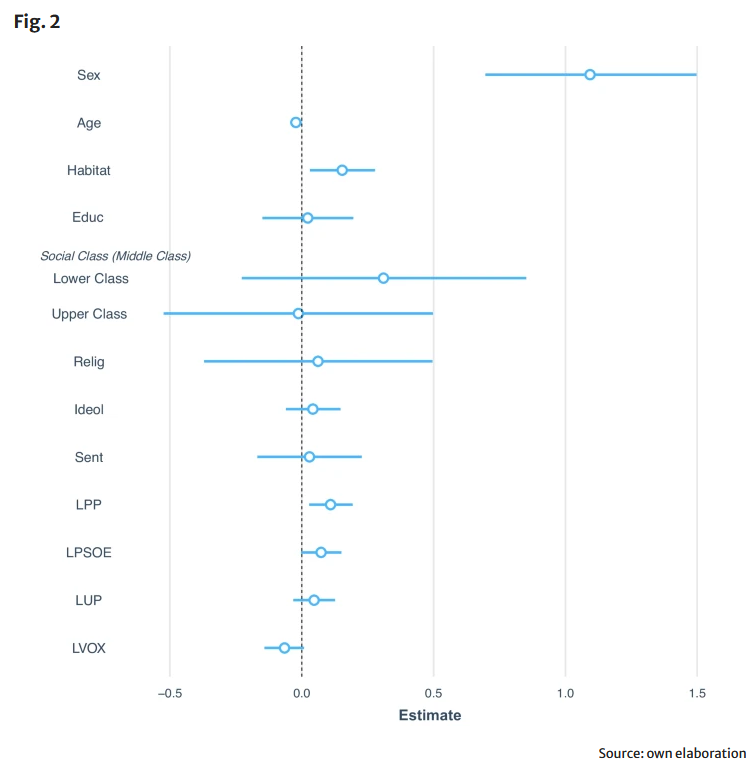 Fig. 2
Sex
Age
Habitat
Educ
Social Class (Middle Class)
Lower Class
Upper Class
Relig
Ideol
Sent
LPP
LPSOE
LUP
LVOX
−0.5 0.0 0.5 1.0 1.5
Estimate
Source: own elaboration